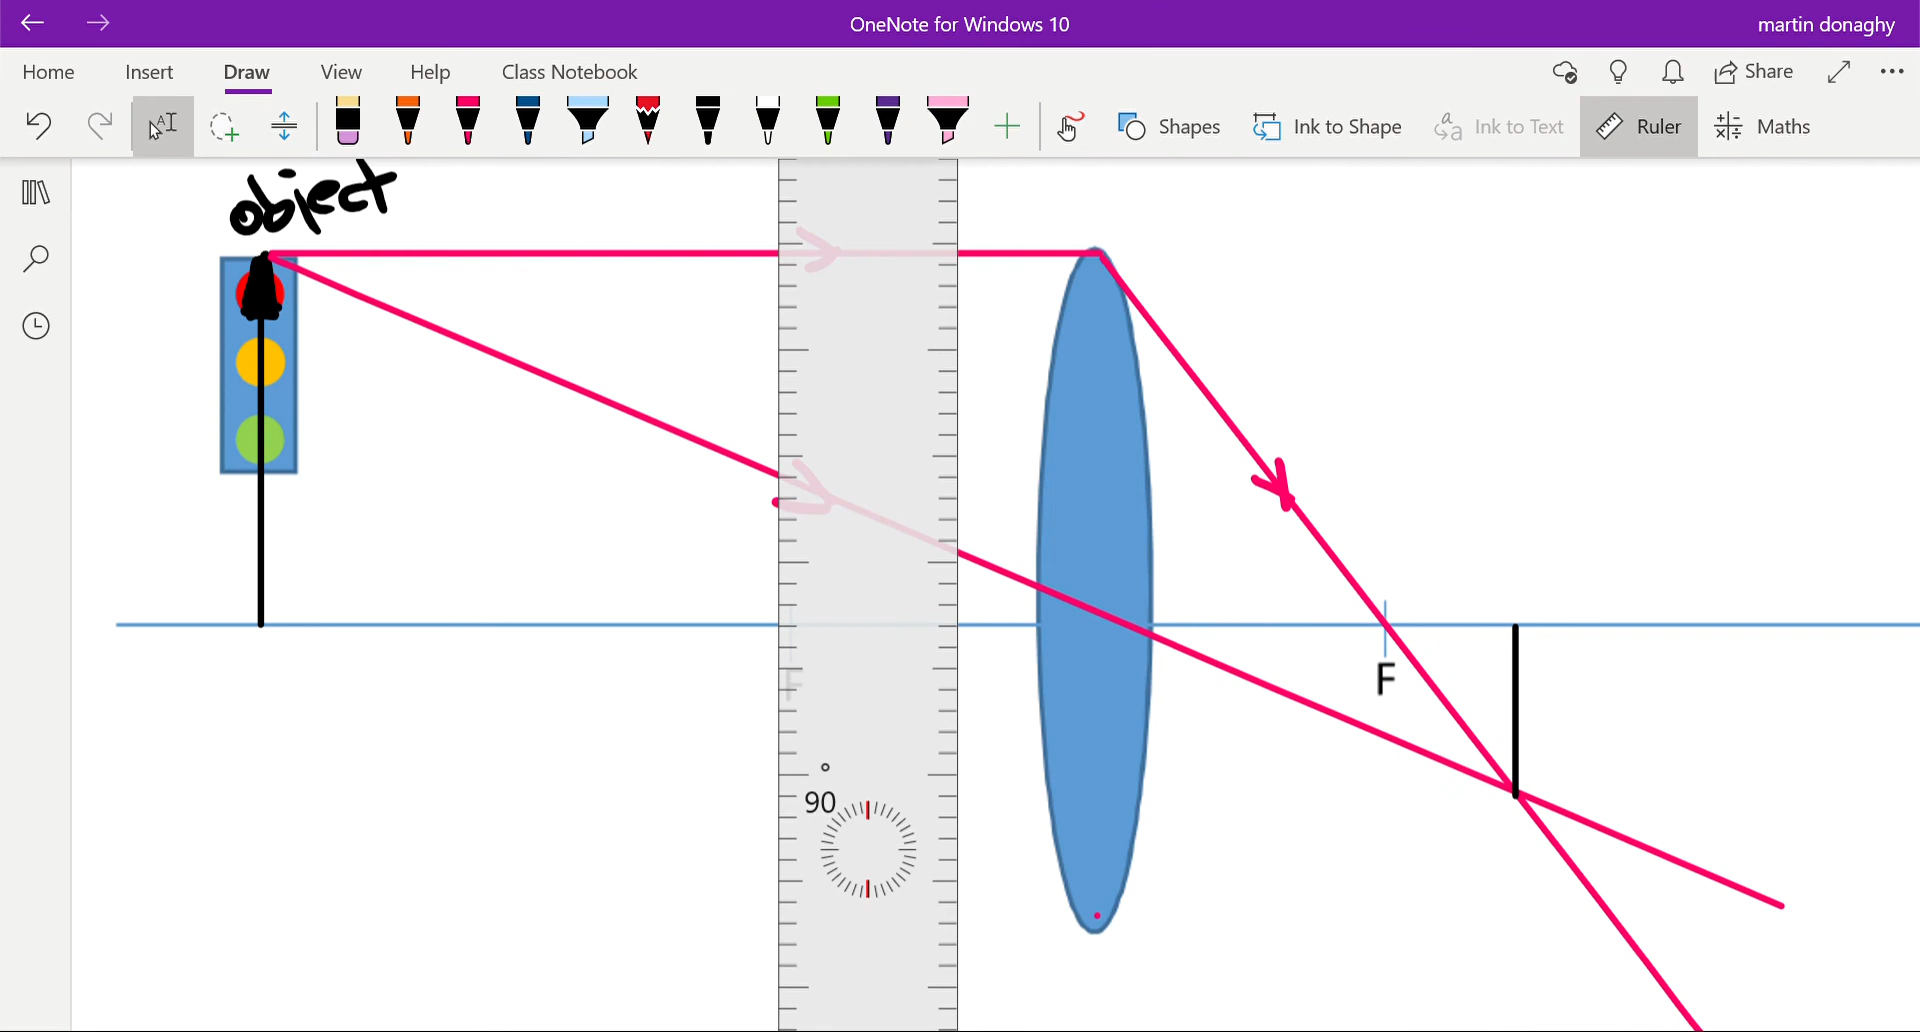 OneNote for Windows 10
martin donaghy
Home Insert Draw View Help Class Notebook
Share
Shapes
Ink to Shape
Ink to Text
Ruler
Maths
object
F
F
90°